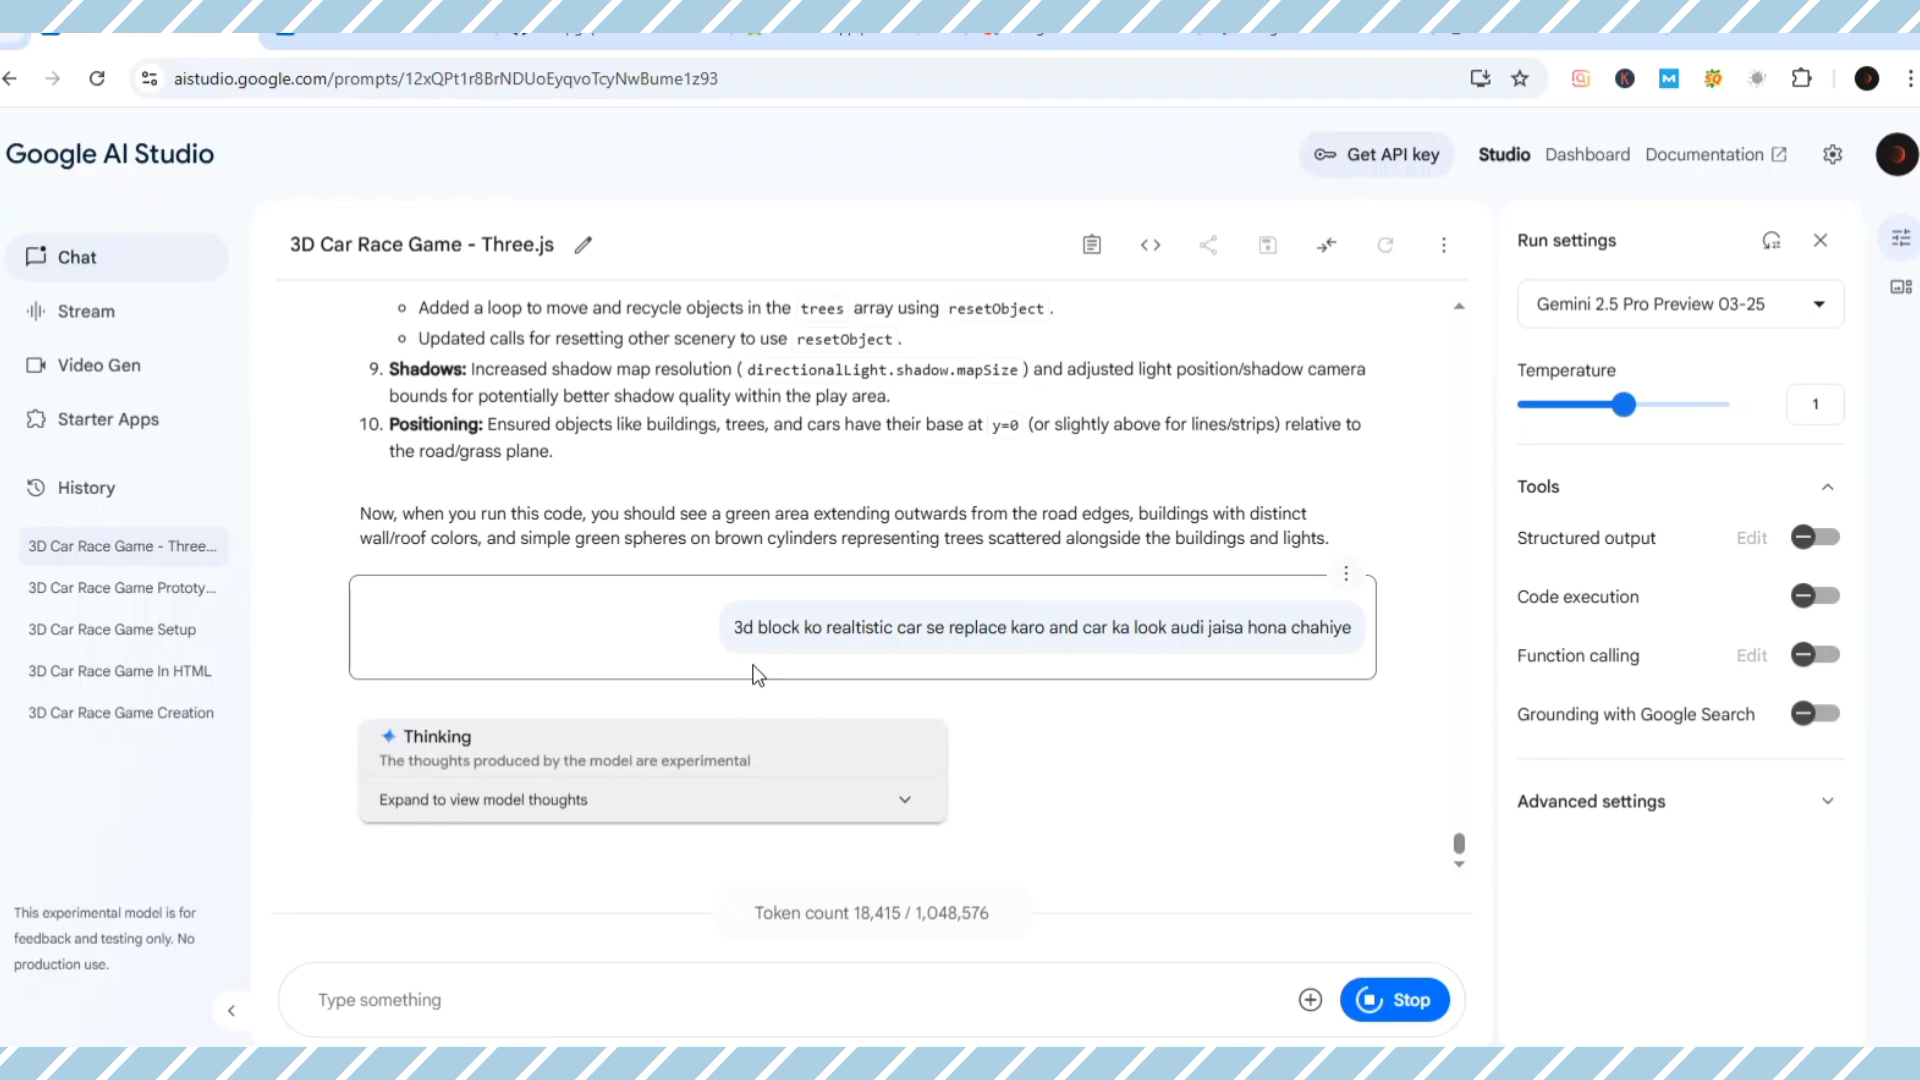 aistudio.google.com/prompts/12xQPt1r8BrNDUoEyqvoTcyNwBume1z93
Google AI Studio
Get API key
Studio
Dashboard
Documentation
Chat
Stream
Video Gen
Starter Apps
History
3D Car Race Game - Three...
3D Car Race Game Prototy...
3D Car Race Game Setup
3D Car Race Game In HTML
3D Car Race Game Creation
This experimental model is for
feedback and testing only. No
production use.
3D Car Race Game - Three.js
Added a loop to move and recycle objects in the trees array using resetObject.
Updated calls for resetting other scenery to use resetObject.
9. Shadows: Increased shadow map resolution (directionalLight.shadow.mapSize) and adjusted light position/shadow camera
bounds for potentially better shadow quality within the play area.
10. Positioning: Ensured objects like buildings, trees, and cars have their base at y=0 (or slightly above for lines/strips) relative to
the road/grass plane.
Now, when you run this code, you should see a green area extending outwards from the road edges, buildings with distinct
wall/roof colors, and simple green spheres on brown cylinders representing trees scattered alongside the buildings and lights.
3d block ko realtistic car se replace karo and car ka look audi jaisa hona chahiye
Thinking
The thoughts produced by the model are experimental
Expand to view model thoughts
Token count 18,415 / 1,048,576
Type something
Stop
Run settings
Gemini 2.5 Pro Preview 03-25
Temperature
1
Tools
Structured output
Edit
Code execution
Function calling
Edit
Grounding with Google Search
Advanced settings